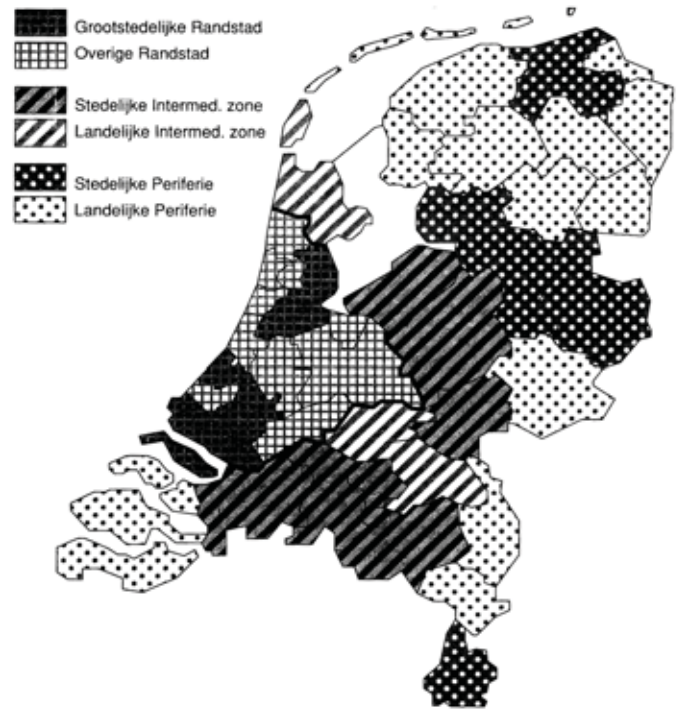 Grootstedelijke Randstad
Overige Randstad
Stedelijke Intermed. zone
Landelijke Intermed. zone
Stedelijke Periferie
Landelijke Periferie